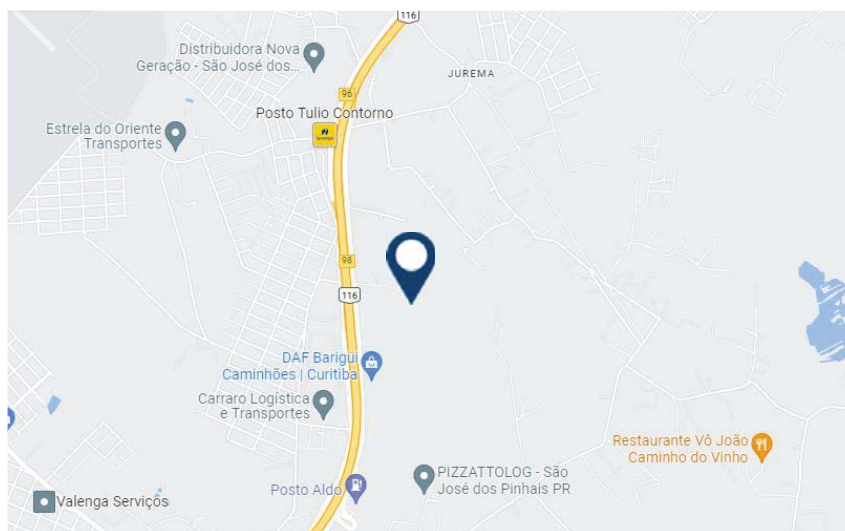 116
Distribuidora Nova
Geração - São José dos...
JUREMA
96
Posto Tulio Contorno
Estrela do Oriente
Transportes
98
116
DAF Barigui
Caminhões | Curitiba
Carraro Logística
e Transportes
Restaurante Vô João
Caminho do Vinho
PIZZATTOLOG - São
José dos Pinhais PR
Posto Aldo
Valenga Serviços